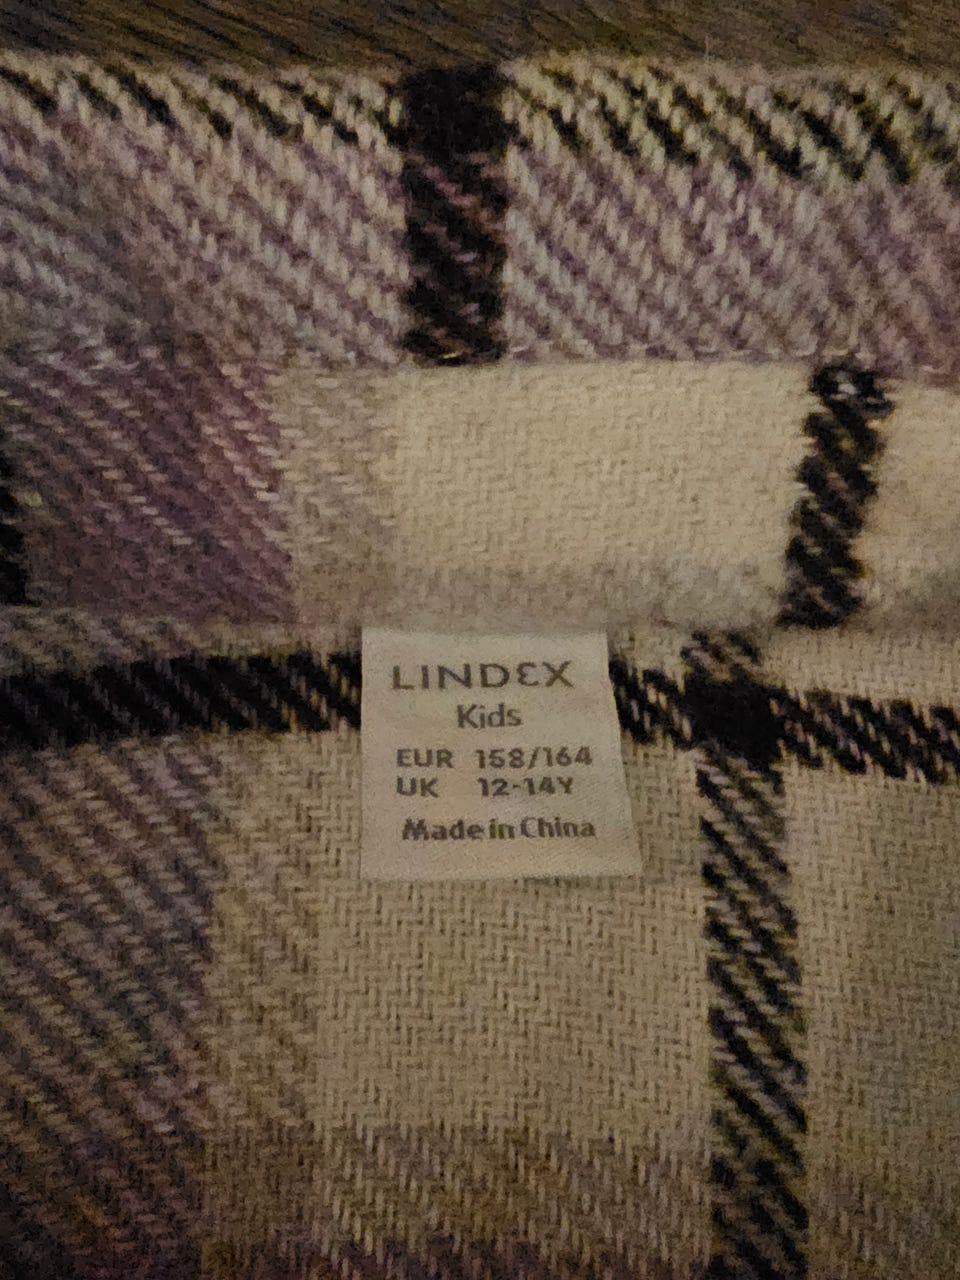 LINDEX
Kids
EUR 158/164
UK 12-14Y
Made in China